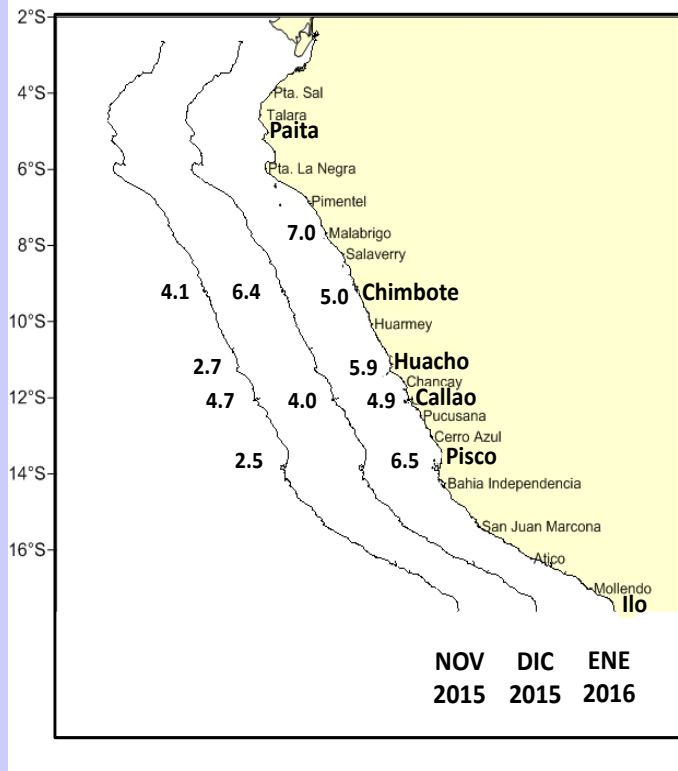 2°S
4°S
Pta. Sal
Talara
Paita
6°S
Pta. La Negra
Pimentel
7.0
Malabrigo
8°S
Salaverry
4.1 6.4 5.0 Chimbote
10°S
Huarmey
2.7 5.9 Huacho
Chancay
12°S
4.7 4.0 4.9 Callao
Pucusana
Cerro Azul
2.5 6.5 Pisco
14°S
Bahia Independencia
San Juan Marcona
16°S
Atico
Mollendo
Ilo
NOV DIC ENE
2015 2015 2016